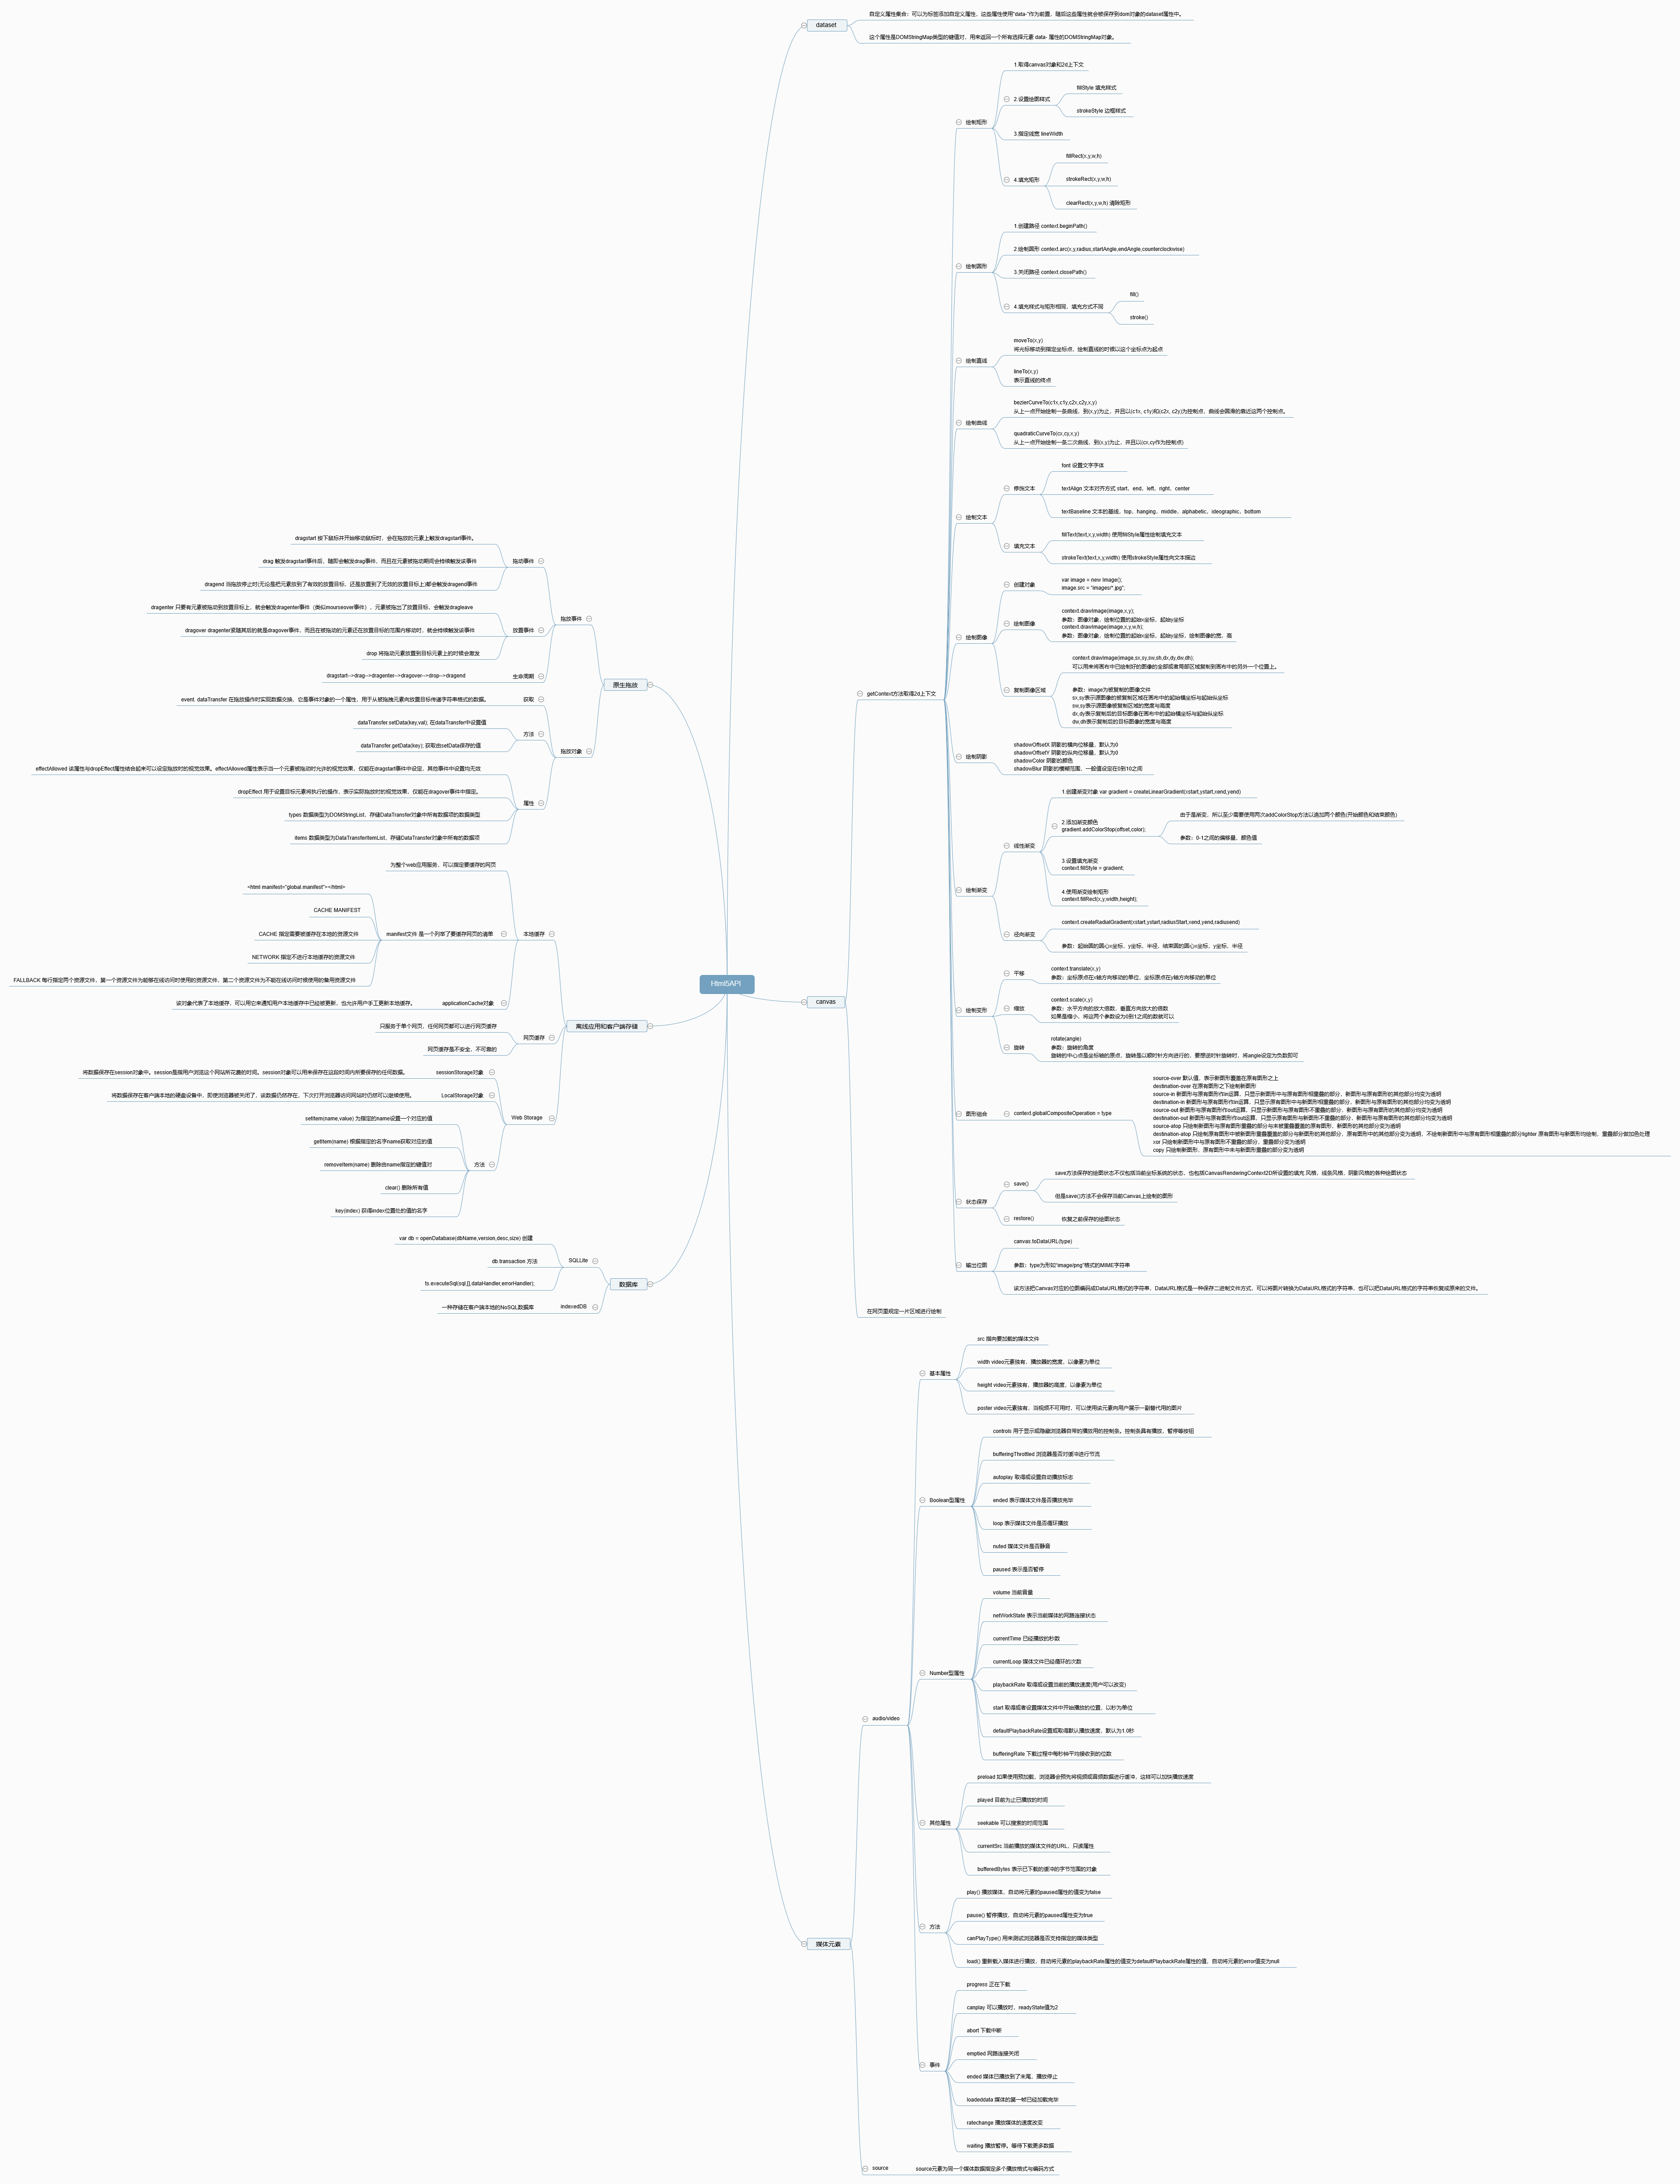 Html5API
dataset
自定义属性集合：可以为标签添加自定义属性，这些属性使用"data-"作为前置，随后这些属性就会被保存到dom对象的dataset属性中。
这个属性是DOMStringMap类型的键值对，用来返回一个所有选择元素 data- 属性的DOMStringMap对象。
canvas
getContext方法取得2d上下文
绘制矩形
1.取得canvas对象和2d上下文
2.设置绘图样式
fillStyle 填充样式
strokeStyle 边框样式
3.指定线宽 lineWidth
4.填充矩形
fillRect(x,y,w,h)
strokeRect(x,y,w,h)
clearRect(x,y,w,h) 清除矩形
绘制圆形
1.创建路径 context.beginPath()
2.绘制圆形 context.arc(x,y,radius,startAngle,endAngle,counterclockwise)
3.关闭路径 context.closePath()
4.填充样式与矩形相同，填充方式不同
fill()
stroke()
绘制直线
moveTo(x,y)
将光标移动到指定坐标点，绘制直线的时候以这个坐标点为起点
lineTo(x,y)
表示直线的终点
绘制曲线
bezierCurveTo(c1x,c1y,c2x,c2y,x,y)
从上一点开始绘制一条曲线，到(x,y)为止，并且以(c1x, c1y)和(c2x, c2y)为控制点，曲线会圆滑的靠近这两个控制点。
quadraticCurveTo(cx,cy,x,y)
从上一点开始绘制一条二次曲线，到(x,y)为止，并且以(cx,cy作为控制点)
绘制文本
修饰文本
font 设置文字字体
textAlign 文本对齐方式 start、end、left、right、center
textBaseline 文本的基线，top、hanging、middle、alphabetic、ideographic、bottom
填充文本
fillText(text,x,y,width) 使用fillStyle属性绘制填充文本
strokeText(text,x,y,width) 使用strokeStyle属性向文本描边
绘制图像
创建对象
var image = new Image();
image.src = "images/*.jpg";
绘制图像
context.drawImage(image,x,y);
参数：图像对象，绘制位置的起始x坐标，起始y坐标
context.drawImage(image,x,y,w,h);
参数：图像对象，绘制位置的起始x坐标，起始y坐标，绘制图像的宽、高
复制图像区域
context.drawImage(image,sx,sy,sw,sh,dx,dy,dw,dh);
可以用来将画布中已绘制好的图像的全部或者局部区域复制到画布中的另外一个位置上。
参数：image为被复制的图像文件
sx,sy表示源图像的被复制区域在画布中的起始横坐标与起始纵坐标
sw,sy表示源图像被复制区域的宽度与高度
dx,dy表示复制后的目标图像在画布中的起始横坐标与起始纵坐标
dw,dh表示复制后的目标图像的宽度与高度
绘制阴影
shadowOffsetX 阴影的横向位移量，默认为0
shadowOffsetY 阴影的纵向位移量，默认为0
shadowColor 阴影的颜色
shadowBlur 阴影的模糊范围，一般值设定在0到10之间
绘制渐变
线性渐变
1.创建渐变对象 var gradient = createLinearGradient(xstart,ystart,xend,yend)
2.添加渐变颜色
gradient.addColorStop(offset,color);
由于是渐变，所以至少需要使用两次addColorStop方法以追加两个颜色(开始颜色和结束颜色)
参数：0-1之间的偏移量，颜色值
3.设置填充渐变
context.fillStyle = gradient;
4.使用渐变绘制矩形
context.fillRect(x,y,width,height);
径向渐变
context.createRadialGradient(xstart,ystart,radiusStart,xend,yend,radiusend)
参数：起始圆的圆心x坐标，y坐标，半径，结束圆的圆心x坐标，y坐标，半径
绘制变形
平移
context.translate(x,y)
参数：坐标原点在x轴方向移动的单位，坐标原点在y轴方向移动的单位
缩放
context.scale(x,y)
参数：水平方向的放大倍数，垂直方向放大的倍数
如果是缩小，将这两个参数设为0到1之间的数就可以
旋转
rotate(angle)
参数：旋转的角度
旋转的中心点是坐标轴的原点，旋转是以顺时针方向进行的，要想逆时针旋转时，将angle设定为负数即可
图形组合
context.globalCompositeOperation = type
source-over 默认值，表示新图形覆盖在原有图形之上
destination-over 在原有图形之下绘制新图形
source-in 新图形与原有图形作in运算，只显示新图形中与原有图形相重叠的部分，新图形与原有图形的其他部分均变为透明
destination-in 新图形与原有图形作in运算，只显示原有图形中与新图形相重叠的部分，新图形与原有图形的其他部分均变为透明
source-out 新图形与原有图形作out运算，只显示新图形与原有图形不重叠的部分，新图形与原有图形的其他部分均变为透明
destination-out 新图形与原有图形作out运算，只显示原有图形与新图形不重叠的部分，新图形与原有图形的其他部分均变为透明
source-atop 只绘制新图形与原有图形重叠的部分与未被重叠覆盖的原有图形，新图形的其他部分变为透明
destination-atop 只绘制原有图形中被新图形重叠覆盖的部分与新图形的其他部分，原有图形中的其他部分变为透明，不绘制新图形中与原有图形相重叠的部分lighter 原有图形与新图形均绘制，重叠部分做加色处理
xor 只绘制新图形中与原有图形不重叠的部分，重叠部分变为透明
copy 只绘制新图形，原有图形中未与新图形重叠的部分变为透明
状态保存
save()
save方法保存的绘图状态不仅包括当前坐标系统的状态，也包括CanvasRenderingContext2D所设置的填充 风格，线条风格，阴影风格的各种绘图状态
但是save()方法不会保存当前Canvas上绘制的图形
restore()
恢复之前保存的绘图状态
输出位图
canvas.toDataURL(type)
参数：type为形如"image/png"格式的MIME字符串
该方法把Canvas对应的位图编码成DataURL格式的字符串，DataURL格式是一种保存二进制文件方式，可以将图片转换为DataURL格式的字符串，也可以把DataURL格式的字符串恢复成原来的文件。
在网页里规定一片区域进行绘制
媒体元素
audio/video
基本属性
src 指向要加载的媒体文件
width video元素独有，播放器的宽度，以像素为单位
height video元素独有，播放器的高度，以像素为单位
poster video元素独有，当视频不可用时，可以使用该元素向用户展示一副替代用的图片
Boolean型属性
controls 用于显示或隐藏浏览器自带的播放用的控制条。控制条具有播放、暂停等按钮
bufferingThrottled 浏览器是否对缓冲进行节流
autoplay 取得或设置自动播放标志
ended 表示媒体文件是否播放完毕
loop 表示媒体文件是否循环播放
nuted 媒体文件是否静音
paused 表示是否暂停
Number型属性
volume 当前音量
netWorkState 表示当前媒体的网路连接状态
currentTime 已经播放的秒数
currentLoop 媒体文件已经循环的次数
playbackRate 取得或设置当前的播放速度(用户可以改变)
start 取得或者设置媒体文件中开始播放的位置，以秒为单位
defaultPlaybackRate设置或取得默认播放速度，默认为1.0秒
bufferingRate 下载过程中每秒钟平均接收到的位数
其他属性
preload 如果使用预加载，浏览器会预先将视频或音频数据进行缓冲，这样可以加快播放速度
played 目前为止已播放的时间
seekable 可以搜索的时间范围
currentSrc 当前播放的媒体文件的URL，只读属性
bufferedBytes 表示已下载的缓冲的字节范围的对象
方法
play() 播放媒体，自动将元素的paused属性的值变为false
pause() 暂停播放，自动将元素的paused属性变为true
canPlayType() 用来测试浏览器是否支持指定的媒体类型
load() 重新载入媒体进行播放，自动将元素的playbackRate属性的值变为defaultPlaybackRate属性的值，自动将元素的error值变为null
事件
progress 正在下载
canplay 可以播放时，readyState值为2
abort 下载中断
emptied 网路连接关闭
ended 媒体已播放到了末尾，播放停止
loadeddata 媒体的第一帧已经加载完毕
ratechange 播放媒体的速度改变
waiting 播放暂停。等待下载更多数据
source
source元素为同一个媒体数据指定多个播放格式与编码方式
原生拖放
拖放事件
拖动事件
dragstart 按下鼠标并开始移动鼠标时，会在拖放的元素上触发dragstart事件。
drag 触发dragstart事件后，随即会触发drag事件，而且在元素被拖动期间会持续触发该事件
dragend 当拖放停止时(无论是把元素放到了有效的放置目标，还是放置到了无效的放置目标上)都会触发dragend事件
放置事件
dragenter 只要有元素被拖动到放置目标上，就会触发dragenter事件（类似mourseover事件），元素被拖出了放置目标，会触发dragleave
dragover dragenter紧随其后的就是dragover事件，而且在被拖动的元素还在放置目标的范围内移动时，就会持续触发该事件
drop 将拖动元素放置到目标元素上的时候会激发
生命周期
dragstart-->drag-->dragenter-->dragover-->drop-->dragend
拖放对象
获取
event. dataTransfer 在拖放操作时实现数据交换，它是事件对象的一个属性，用于从被拖拽元素向放置目标传递字符串格式的数据。
方法
dataTransfer.setData(key,val); 在dataTransfer中设置值
dataTransfer.getData(key); 获取由setData保存的值
属性
effectAllowed 该属性与dropEffect属性结合起来可以设定拖放时的视觉效果。effectAllowed属性表示当一个元素被拖动时允许的视觉效果，仅能在dragstart事件中设定，其他事件中设置均无效
dropEffect 用于设置目标元素将执行的操作，表示实际拖放时的视觉效果，仅能在dragover事件中指定。
types 数据类型为DOMStringList，存储DataTransfer对象中所有数据项的数据类型
items 数据类型为DataTransferItemList，存储DataTransfer对象中所有的数据项
离线应用和客户端存储
本地缓存
为整个web应用服务，可以指定要缓存的网页
manifest文件 是一个列举了要缓存网页的清单
<html manifest="global.manifest"></html>
CACHE MANIFEST
CACHE 指定需要被缓存在本地的资源文件
NETWORK 指定不进行本地缓存的资源文件
FALLBACK 每行指定两个资源文件，第一个资源文件为能够在线访问时使用的资源文件，第二个资源文件为不能在线访问时候使用的备用资源文件
applicationCache对象
该对象代表了本地缓存，可以用它来通知用户本地缓存中已经被更新，也允许用户手工更新本地缓存。
网页缓存
只服务于单个网页，任何网页都可以进行网页缓存
网页缓存是不安全，不可靠的
Web Storage
sessionStorage对象
将数据保存在session对象中。session是指用户浏览这个网站所花费的时间。session对象可以用来保存在这段时间内所要保存的任何数据。
LocalStorage对象
将数据保存在客户端本地的硬盘设备中，即使浏览器被关闭了，该数据仍然存在，下次打开浏览器访问网站时仍然可以继续使用。
方法
setItem(name,value) 为指定的name设置一个对应的值
getItem(name) 根据指定的名字name获取对应的值
removeItem(name) 删除由name指定的键值对
clear() 删除所有值
key(index) 获得index位置处的值的名字
数据库
SQLLite
var db = openDatabase(dbName,version,desc,size) 创建
db.transaction 方法
ts.executeSql(sql,[],dataHandler,errorHandler);
indexedDB
一种存储在客户端本地的NoSQL数据库